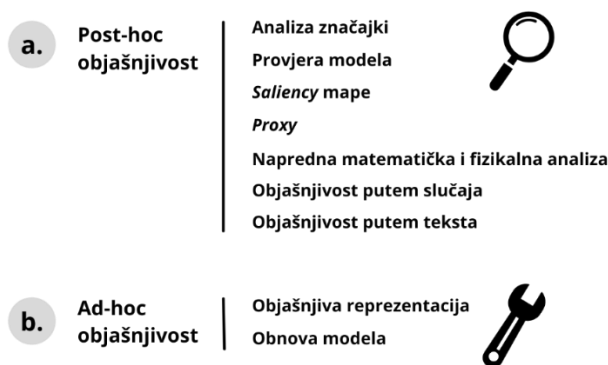 a.
Post-hoc
objašnjivost
Analiza značajki
Provjera modela
Saliency mape
Proxy
Napredna matematička i fizikalna analiza
Objašnjivost putem slučaja
Objašnjivost putem teksta
b.
Ad-hoc
objašnjivost
Objašnjiva reprezentacija
Obnova modela